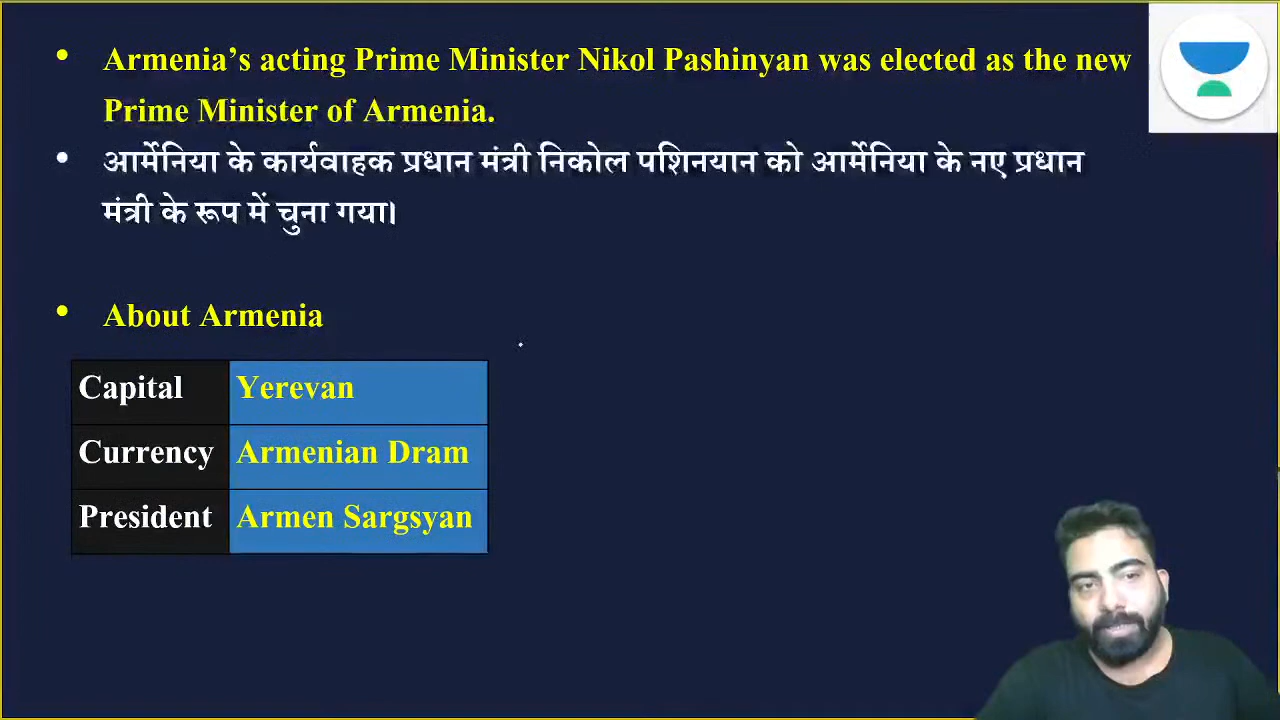 • Armenia’s acting Prime Minister Nikol Pashinyan was elected as the new
Prime Minister of Armenia.
• आर्मेनिया के कार्यवाहक प्रधान मंत्री निकोल पशिनयान को आर्मेनिया के नए प्रधान
मंत्री के रूप में चुना गया।
• About Armenia
Capital Yerevan
Currency Armenian Dram
President Armen Sargsyan